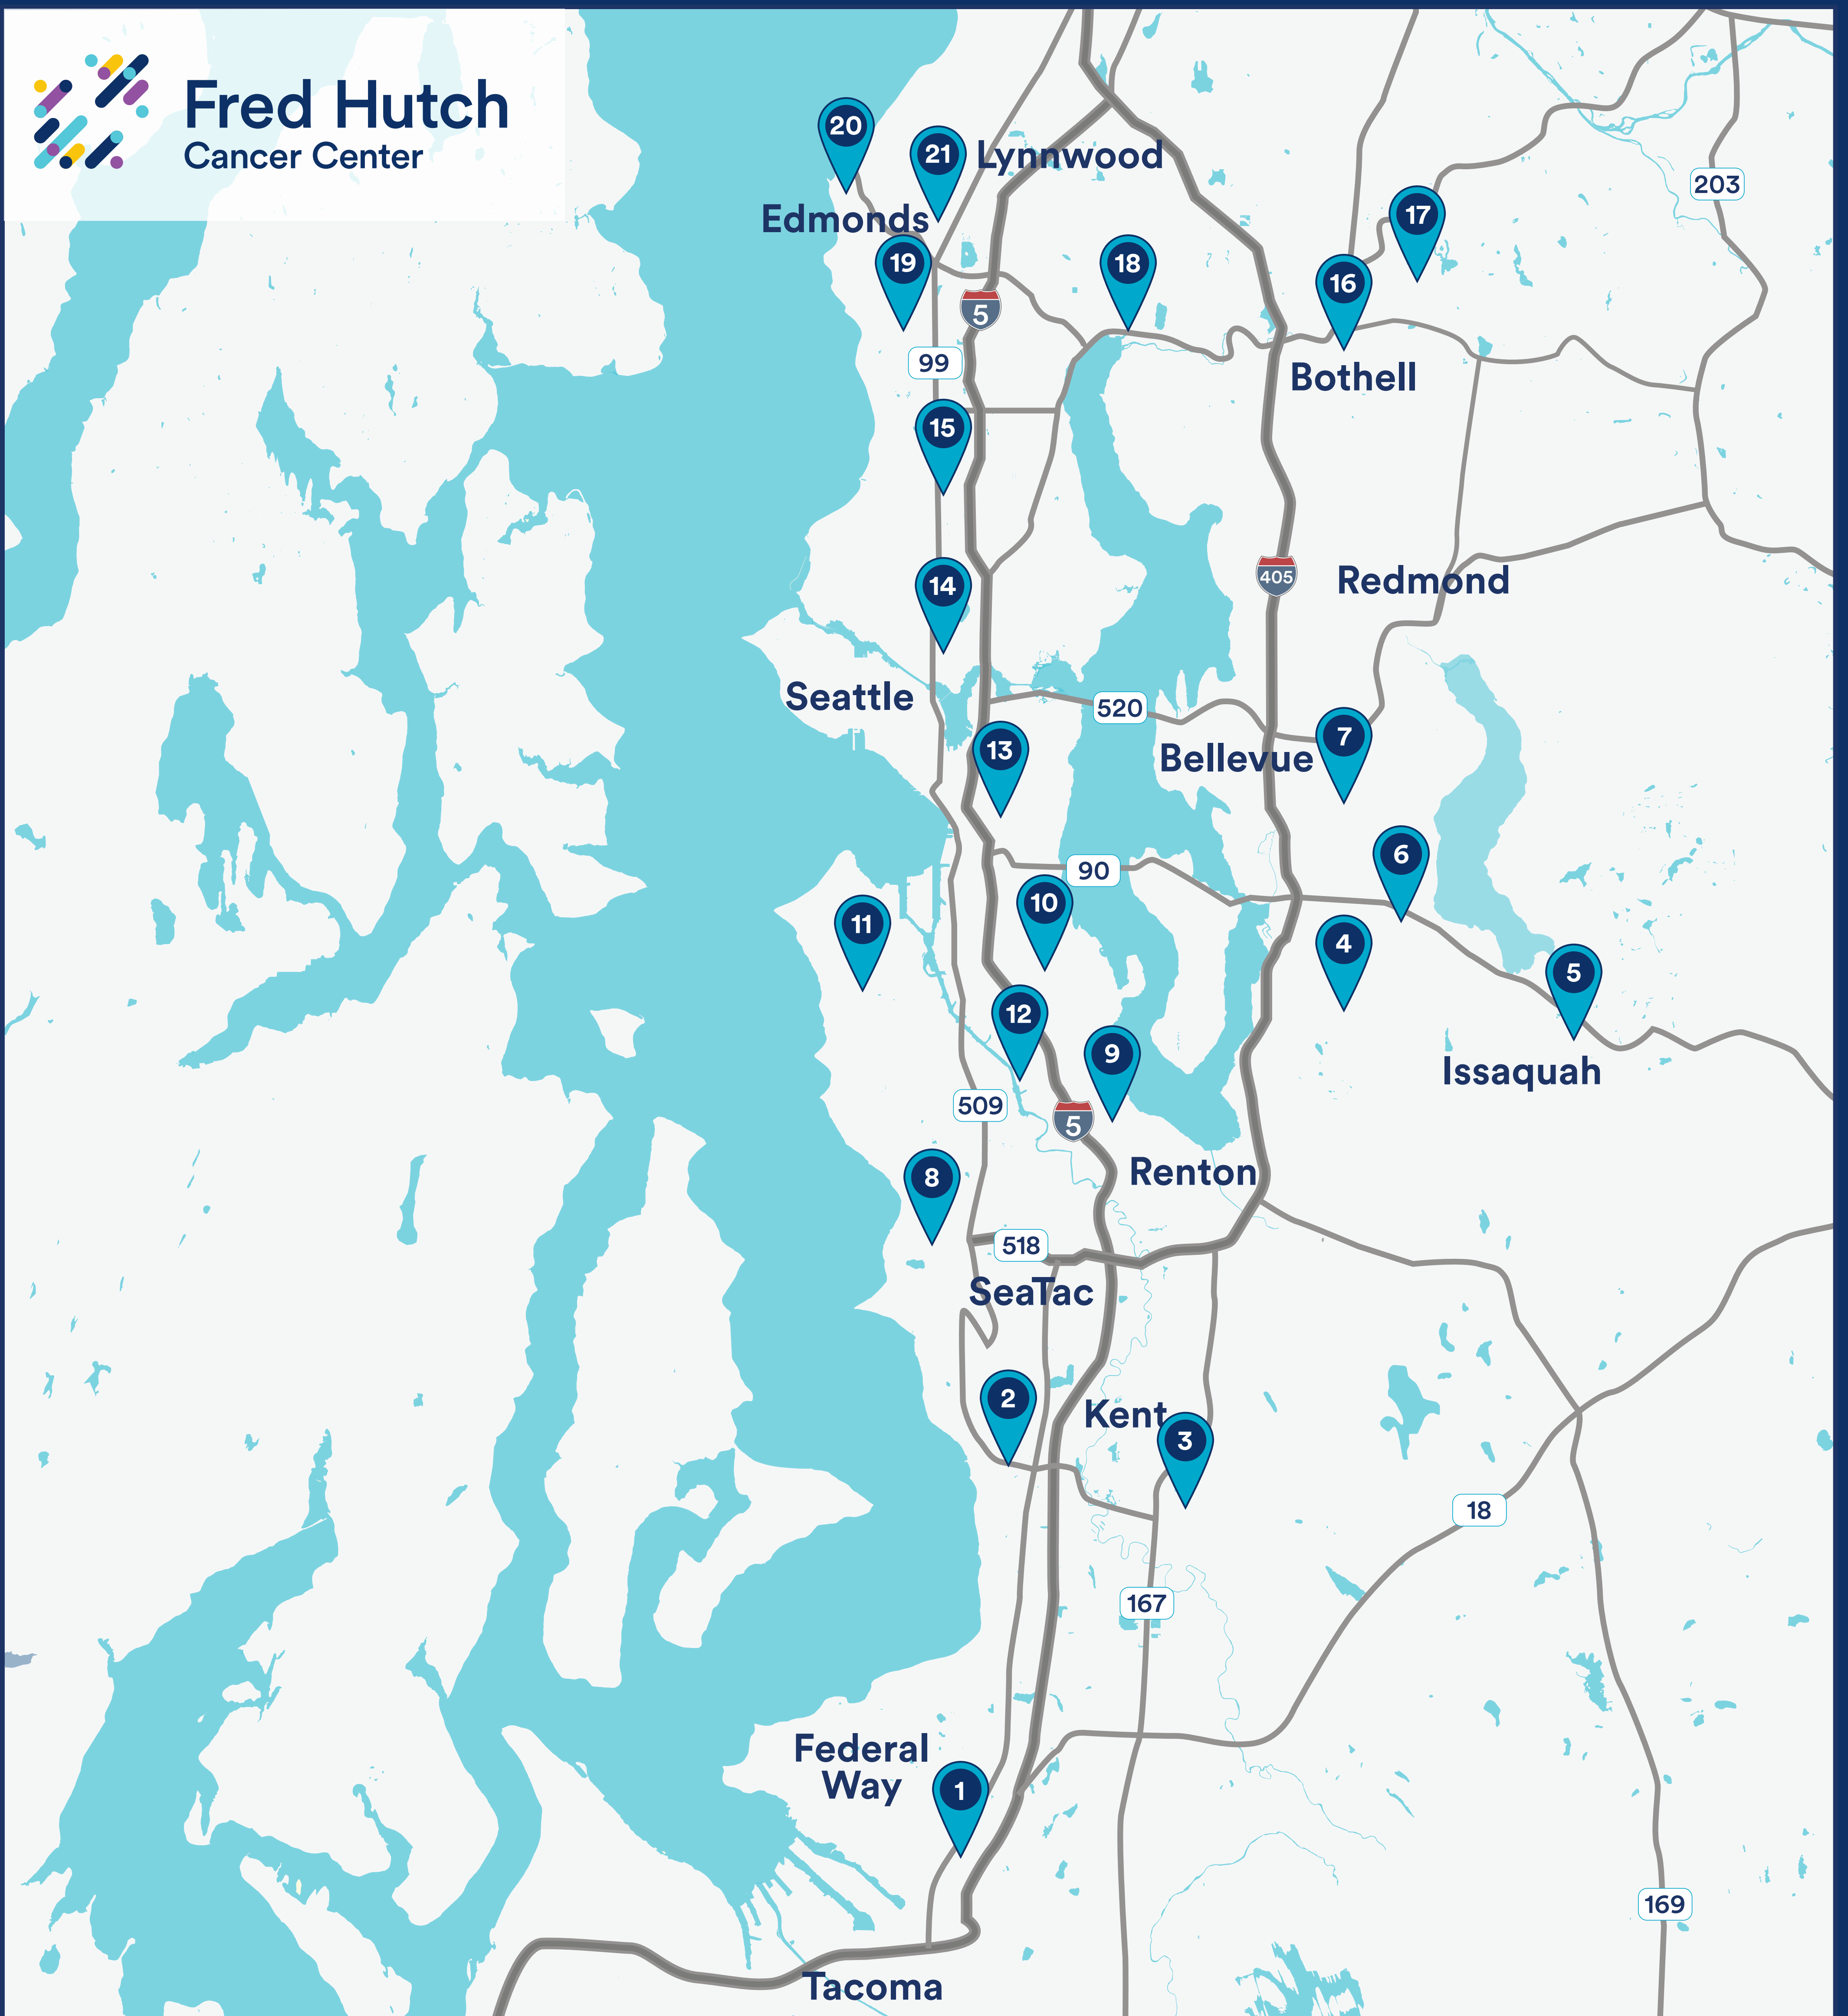 Fred Hutch
Cancer Center
20
21
Lynnwood
203
17
Edmonds
19
18
16
5
99
Bothell
15
405
Redmond
14
Seattle
520
13
7
Bellevue
6
90
10
11
4
5
12
9
Issaquah
509
5
8
Renton
518
SeaTac
2
Kent
3
18
167
Federal
Way
1
169
Tacoma